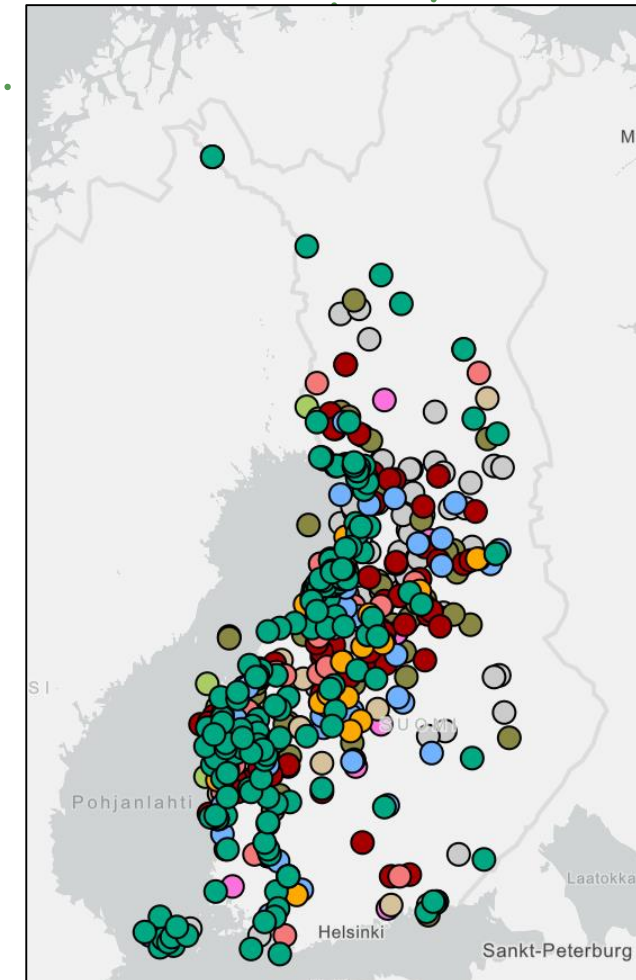 M
SI
SUOMI
Pohjanlahti
Laatokka
Helsinki
Sankt-Peterburg